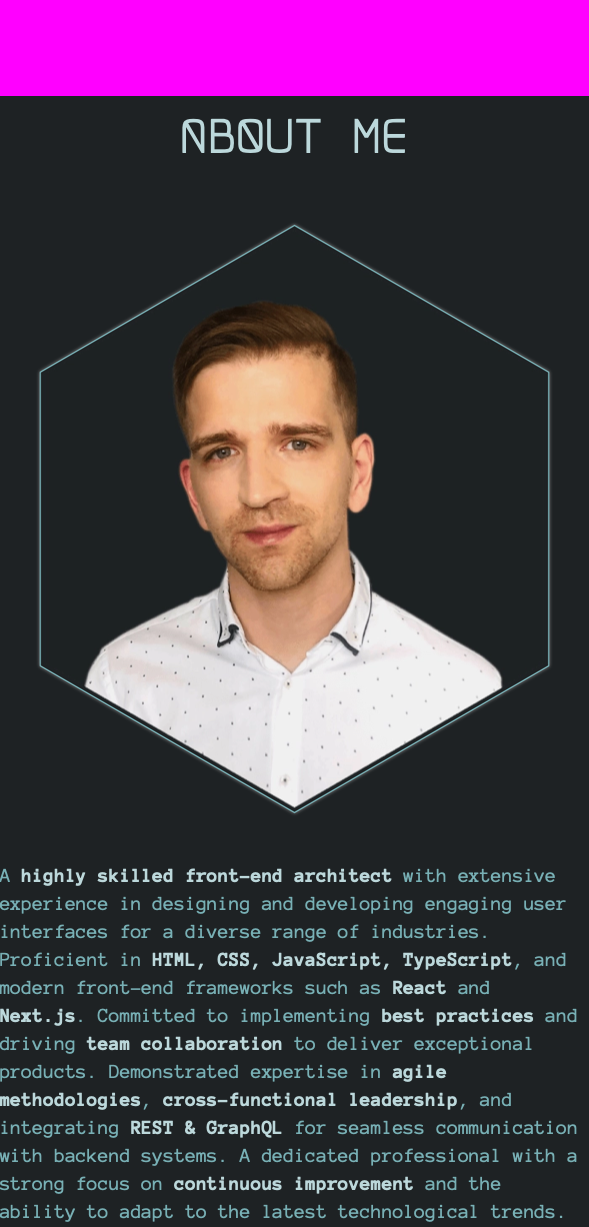 ABOUT ME
A highly skilled front-end architect with extensive
experience in designing and developing engaging user
interfaces for a diverse range of industries.
Proficient in HTML, CSS, JavaScript, TypeScript, and
modern front-end frameworks such as React and
Next.js. Committed to implementing best practices and
driving team collaboration to deliver exceptional
products. Demonstrated expertise in agile
methodologies, cross-functional leadership, and
integrating REST & GraphQL for seamless communication
with backend systems. A dedicated professional with a
strong focus on continuous improvement and the
ability to adapt to the latest technological trends.